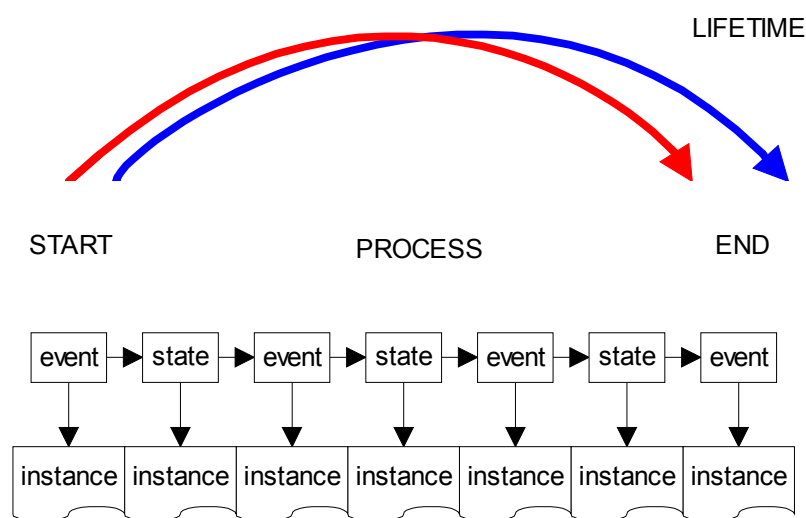 LIFETIME
START PROCESS END
event state event state event state event
instance instance instance instance instance instance instance